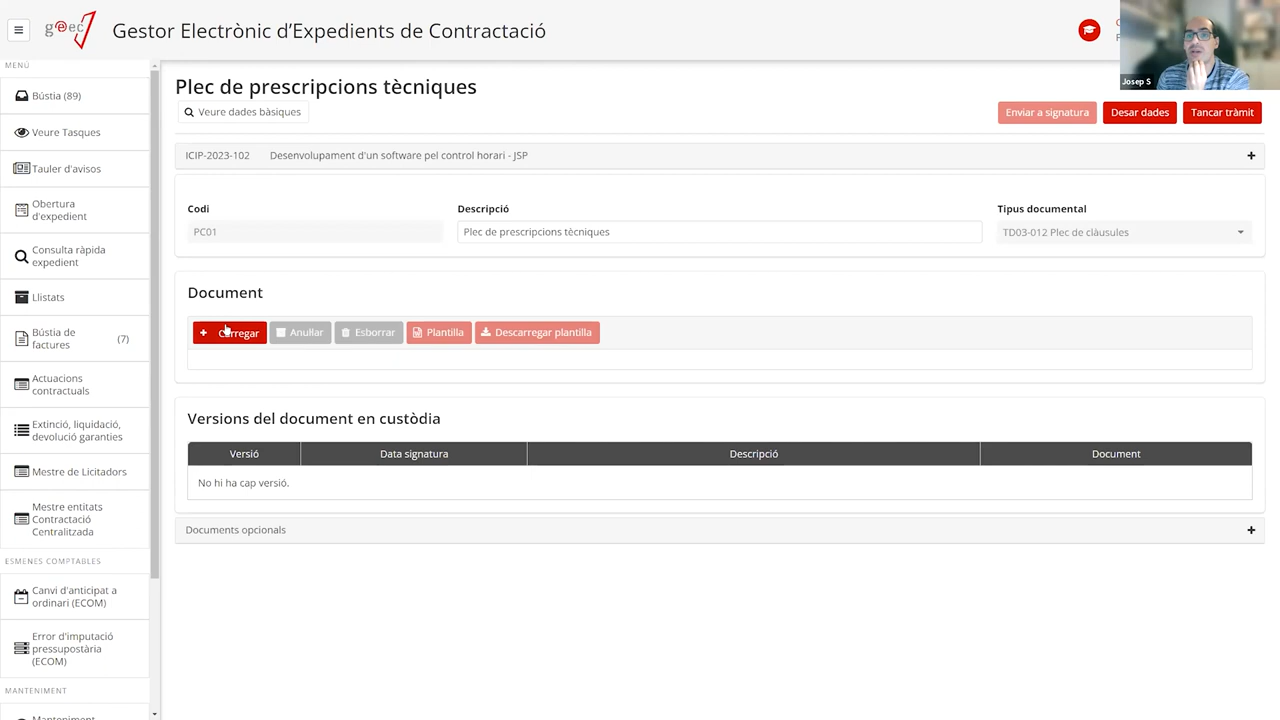 geec
Gestor Electrònic d'Expedients de Contractació
Josep S
MENÚ
Bústia (89)
Veure Tasques
Tauler d'avisos
Obertura
d'expedient
Consulta ràpida
expedient
Llistats
Bústia de
factures
(7)
Actuacions
contractuals
Extinció, liquidació,
devolució garanties
Mestre de Licitadors
Mestre entitats
Contractació
Centralitzada
ESMENES COMPTABLES
Canvi d'anticipat a
ordinari (ECOM)
Error d'imputació
pressupostària
(ECOM)
MANTENIMENT
Manteniment
Plec de prescripcions tècniques
Veure dades bàsiques
Enviar a signatura
Desar dades
Tancar tràmit
ICIP-2023-102 Desenvolupament d'un software pel control horari - JSP
Codi
PC01
Descripció
Plec de prescripcions tècniques
Tipus documental
TD03-012 Plec de clàusules
Document
Carregar
Anul·lar
Esborrar
Plantilla
Descarregar plantilla
Versions del document en custòdia
Versió Data signatura Descripció Document
No hi ha cap versió.
Documents opcionals